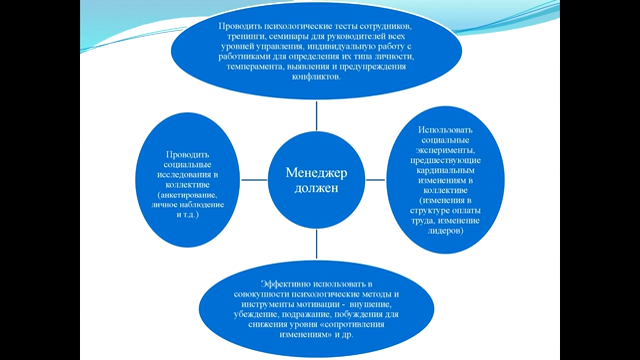 Проводить психологические тесты сотрудников,
тренинги, семинары для руководителей всех
уровней управления, индивидуальную работу с
работниками для определения их типа личности,
темперамента, выявления и предупреждения
конфликтов.
Проводить
социальные
исследования в
коллективе
(анкетирование,
личное наблюдение
и т.д.)
Менеджер
должен
Использовать
социальные
эксперименты,
предшествующие
кардинальным
изменениям в
коллективе
(изменения в
структуре оплаты
труда, изменение
лидеров)
Эффективно использовать в
совокупности психологические методы и
инструменты мотивации - внушение,
убеждение, подражание, побуждения для
снижения уровня «сопротивления
изменениям» и др.